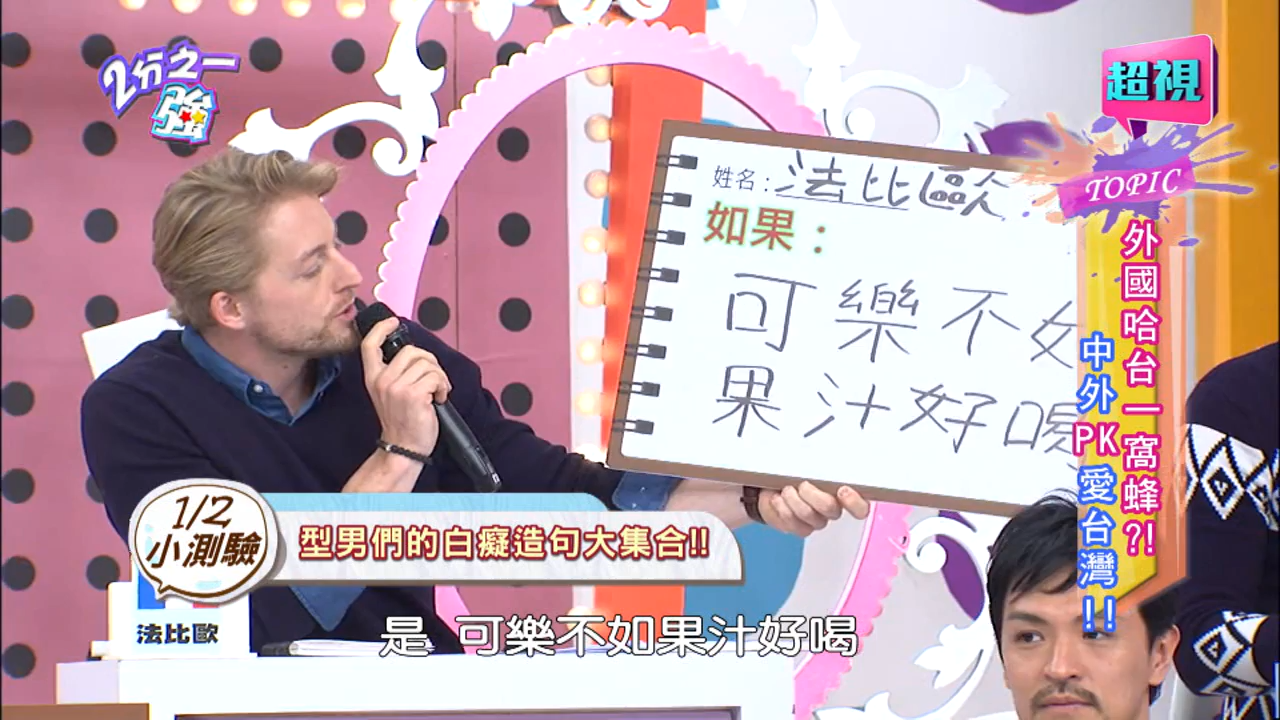 2分之一
強
超視
TOPIC
外國哈台一窩蜂?!
中外PK愛台灣!!
姓名:法比歐
如果:
可樂不
果汁好喝
1/2
小測驗
型男們的白癡造句大集合!!
法比歐
是 可樂不如果汁好喝